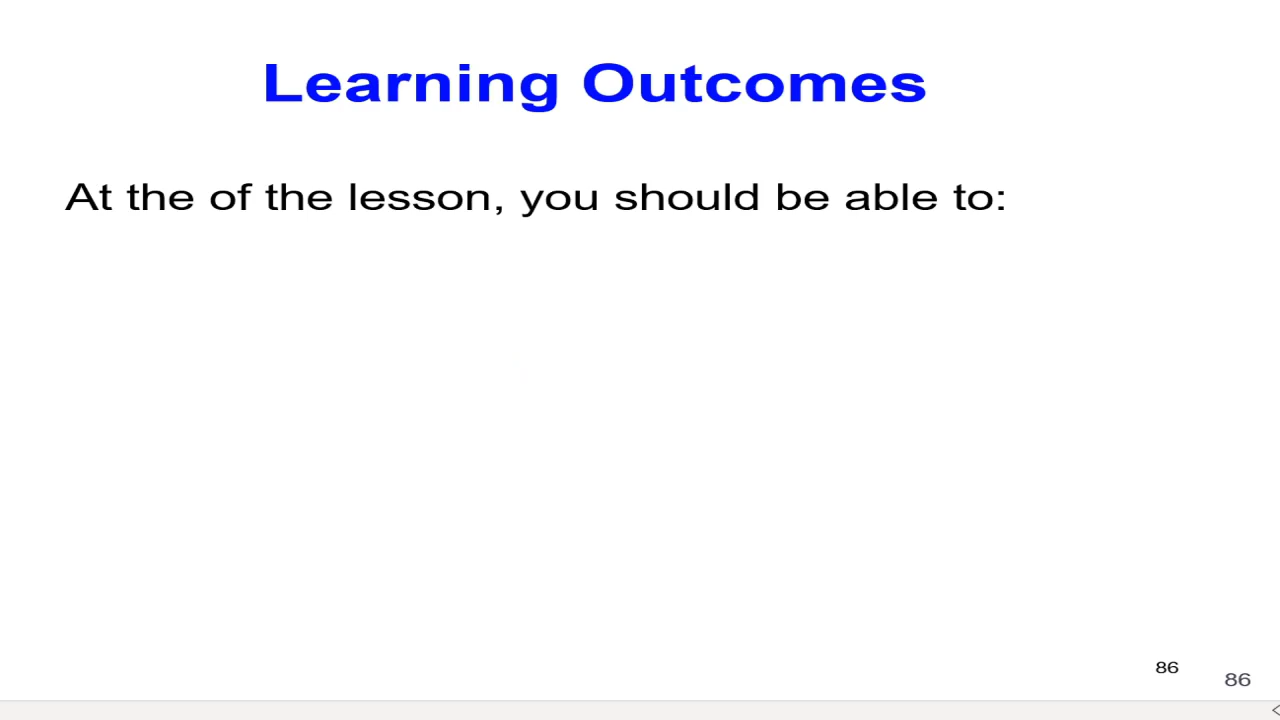 Learning Outcomes
At the of the lesson, you should be able to:
86
86